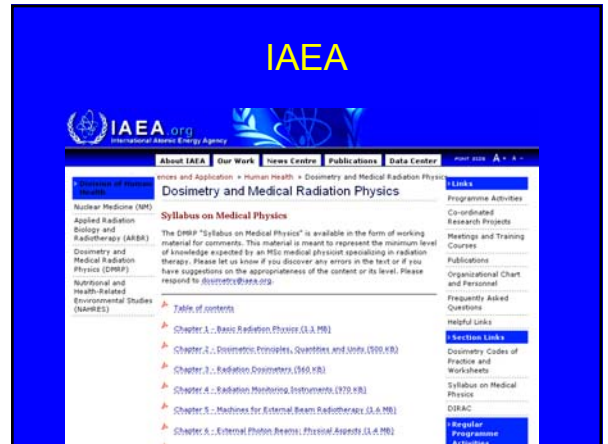 IAEA
IAEA.org
International Atomic Energy Agency
About IAEA Our Work News Centre Publications Data Center FONT SIZE A+ A-
ences and Application » Human Health » Dosimetry and Medical Radiation Physics
Division of Human
Health
Nuclear Medicine (NM)
Applied Radiation
Biology and
Radiotherapy (ARBR)
Dosimetry and
Medical Radiation
Physics (DMRP)
Nutritional and
Health-Related
Environmental Studies
(NAHRES)
Dosimetry and Medical Radiation Physics
Syllabus on Medical Physics
The DMRP "Syllabus on Medical Physics" is available in the form of working
material for comments. This material is meant to represent the minimum level
of knowledge expected by an MSc medical physicist specializing in radiation
therapy. Please let us know if you discover any errors in the text or if you
have suggestions on the appropriateness of the content or its level. Please
respond to dosimetry@iaea.org.
Table of contents
Chapter 1 - Basic Radiation Physics (1.1 MB)
Chapter 2 - Dosimetric Principles, Quantities and Units (500 KB)
Chapter 3 - Radiation Dosimeters (560 KB)
Chapter 4 - Radiation Monitoring Instruments (970 KB)
Chapter 5 - Machines for External Beam Radiotherapy (1.6 MB)
Chapter 6 - External Photon Beams: Physical Aspects (1.4 MB)
Links
Programme Activities
Co-ordinated
Research Projects
Meetings and Training
Courses
Publications
Organizational Chart
and Personnel
Frequently Asked
Questions
Helpful Links
Section Links
Dosimetry Codes of
Practice and
Worksheets
Syllabus on Medical
Physics
DIRAC
Regular
Programme
Activities